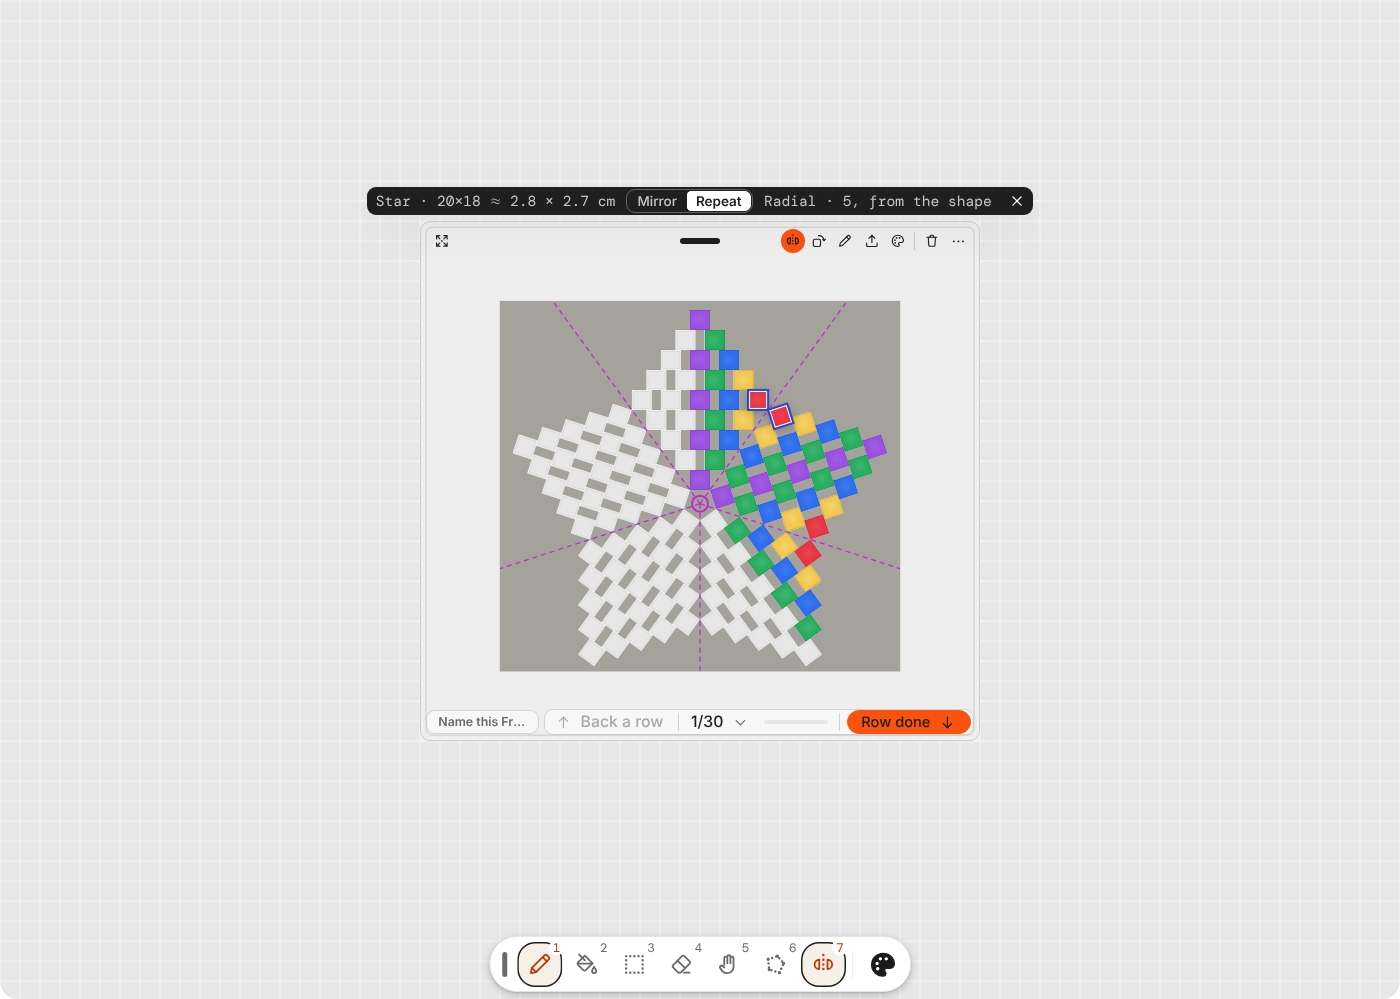 Star · 20×18 ≈ 2.8 × 2.7 cm Mirror Repeat Radial · 5, from the shape
Name this Fr... Back a row 1/30 Row done
1 2 3 4 5 6 7